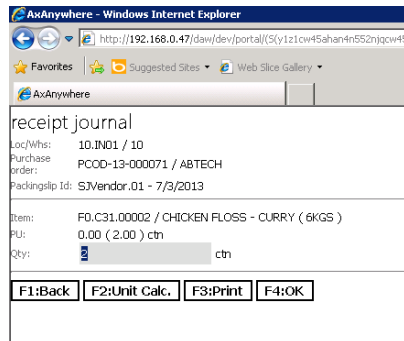 AxAnywhere - Windows Internet Explorer
http://192.168.0.47/daw/dev/portal/(S(y1z1cw45ahan4n552njqcw4
Favorites Suggested Sites Web Slice Gallery
AxAnywhere
receipt journal
Loc/Whs: 10.IN01 / 10
Purchase order: PCOD-13-000071 / ABTECH
Packingslip Id: SJVendor.01 - 7/3/2013
Item: F0.C31.00002 / CHICKEN FLOSS - CURRY ( 6KGS )
PU: 0.00 ( 2.00 ) ctn
Qty: 2 ctn
F1:Back F2:Unit Calc. F3:Print F4:OK